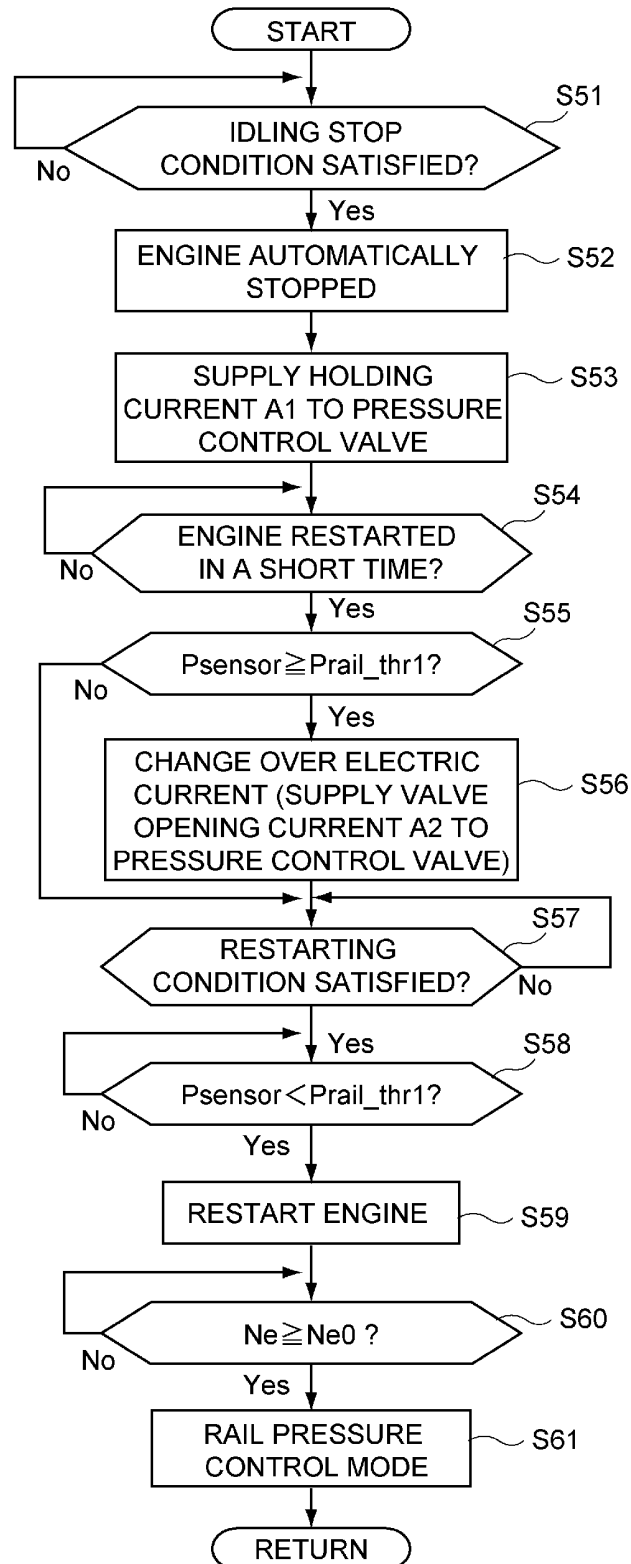 START
S51
IDLING STOP
CONDITION SATISFIED?
No
Yes
ENGINE AUTOMATICALLY
STOPPED
S52
SUPPLY HOLDING
CURRENT A1 TO PRESSURE
CONTROL VALVE
S53
S54
ENGINE RESTARTED
IN A SHORT TIME?
No
Yes
S55
Psensor≧Prail_thr1?
No
Yes
CHANGE OVER ELECTRIC
CURRENT (SUPPLY VALVE
OPENING CURRENT A2 TO
PRESSURE CONTROL VALVE)
S56
S57
RESTARTING
CONDITION SATISFIED?
No
Yes
S58
Psensor<Prail_thr1?
No
Yes
RESTART ENGINE
S59
S60
Ne≧Ne0 ?
No
Yes
RAIL PRESSURE
CONTROL MODE
S61
RETURN